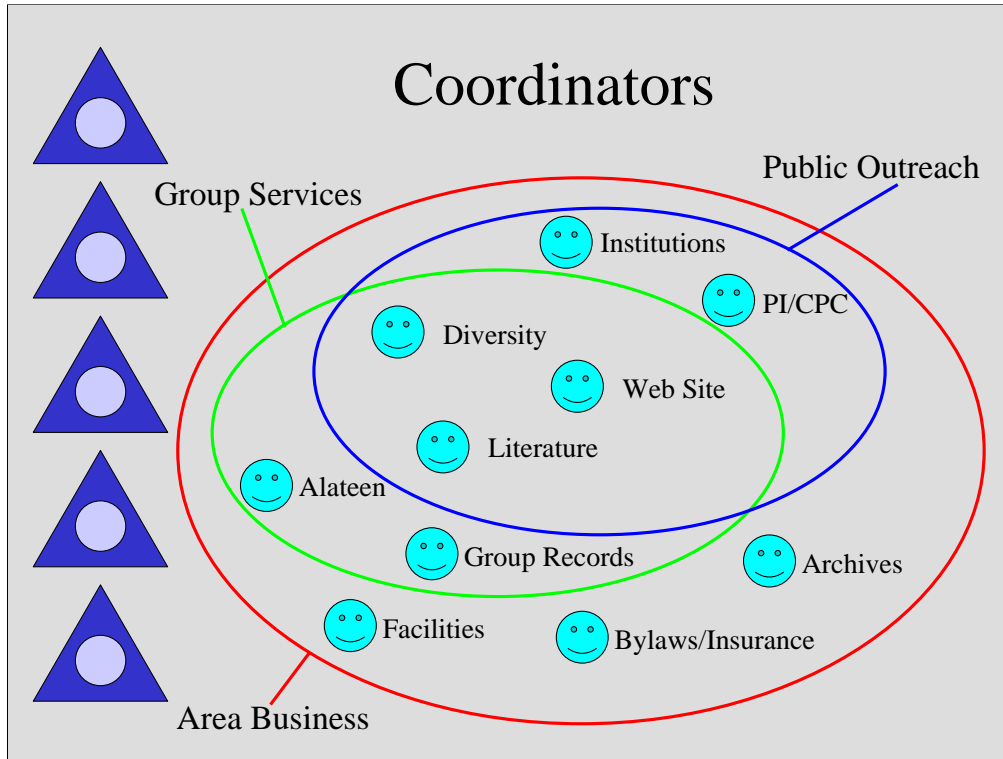 Coordinators
Public Outreach
Group Services
Institutions
PI/CPC
Diversity
Web Site
Literature
Alateen
Group Records
Archives
Facilities
Bylaws/Insurance
Area Business